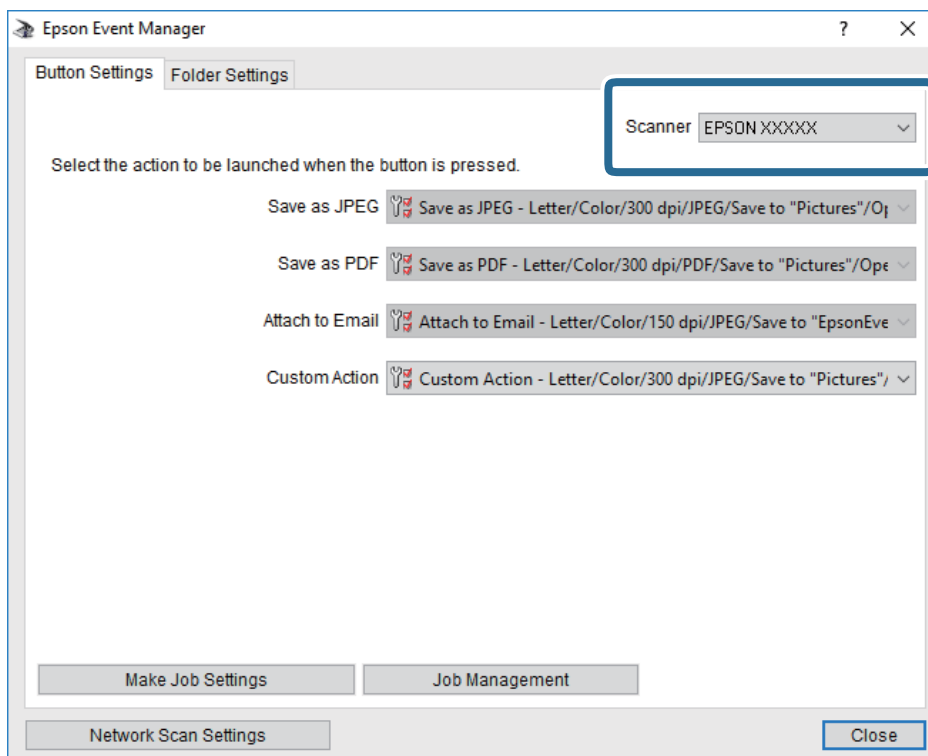 Epson Event Manager
Button Settings Folder Settings
Scanner EPSON XXXXX
Select the action to be launched when the button is pressed.
Save as JPEG Save as JPEG - Letter/Color/300 dpi/JPEG/Save to "Pictures"/Op
Save as PDF Save as PDF - Letter/Color/300 dpi/PDF/Save to "Pictures"/Ope
Attach to Email Attach to Email - Letter/Color/150 dpi/JPEG/Save to "EpsonEve
Custom Action Custom Action - Letter/Color/300 dpi/JPEG/Save to "Pictures"/
Make Job Settings Job Management
Network Scan Settings Close